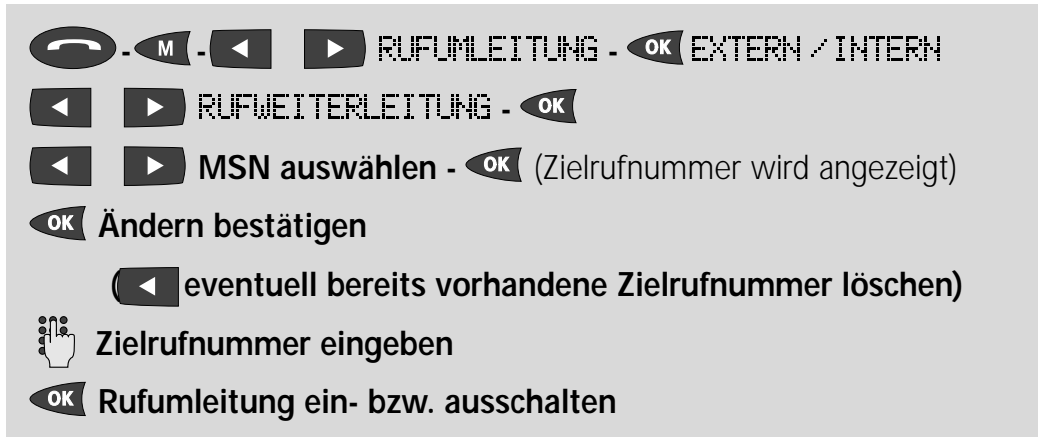 - M - RUFUMLEITUNG - OK EXTERN / INTERN
RUFWEITERLEITUNG - OK
MSN auswählen - OK (Zielrufnummer wird angezeigt)
OK Ändern bestätigen
( eventuell bereits vorhandene Zielrufnummer löschen)
Zielrufnummer eingeben
OK Rufumleitung ein- bzw. ausschalten